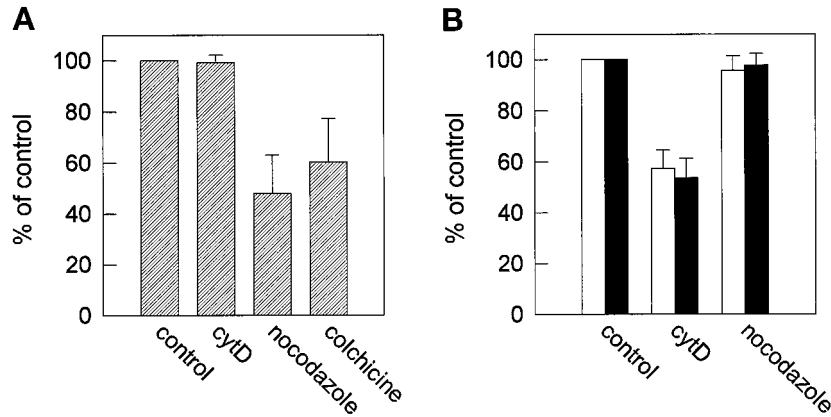 A
B
% of control
100
80
60
40
20
0
control
cytD
nocodazole
colchicine
% of control
100
80
60
40
20
0
control
cytD
nocodazole